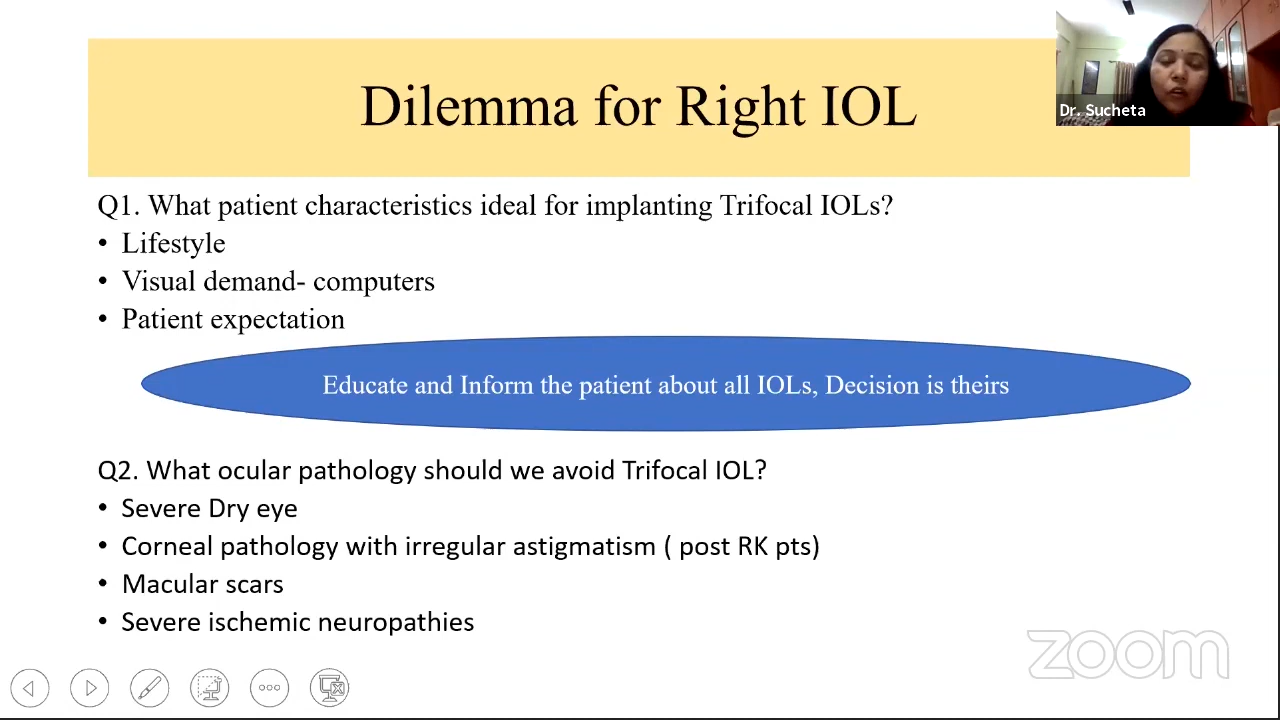 Dilemma for Right IOL
Dr. Sucheta
Q1. What patient characteristics ideal for implanting Trifocal IOLs?
• Lifestyle
• Visual demand- computers
• Patient expectation
Educate and Inform the patient about all IOLs, Decision is theirs
Q2. What ocular pathology should we avoid Trifocal IOL?
• Severe Dry eye
• Corneal pathology with irregular astigmatism ( post RK pts)
• Macular scars
• Severe ischemic neuropathies
zoom